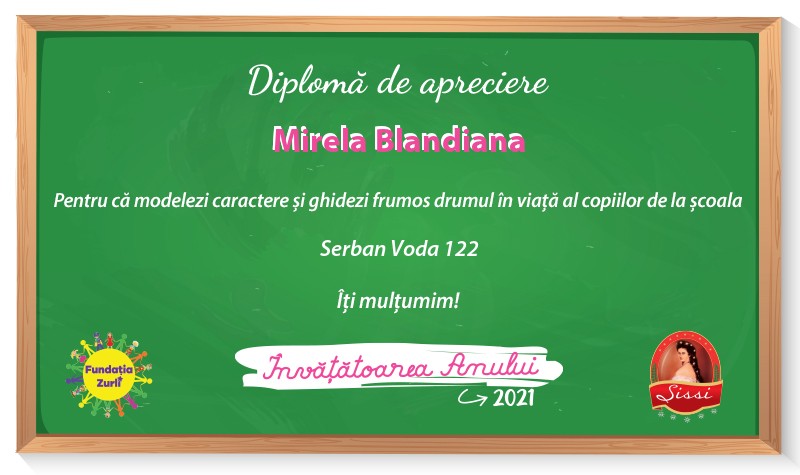 Diplomă de apreciere
Mirela Blandiana
Pentru că modelezi caractere și ghidezi frumos drumul în viață al copiilor de la școala
Serban Voda 122
Îți mulțumim!
Fundația
Zurli
Învățătoarea Anului
2021
Sissi